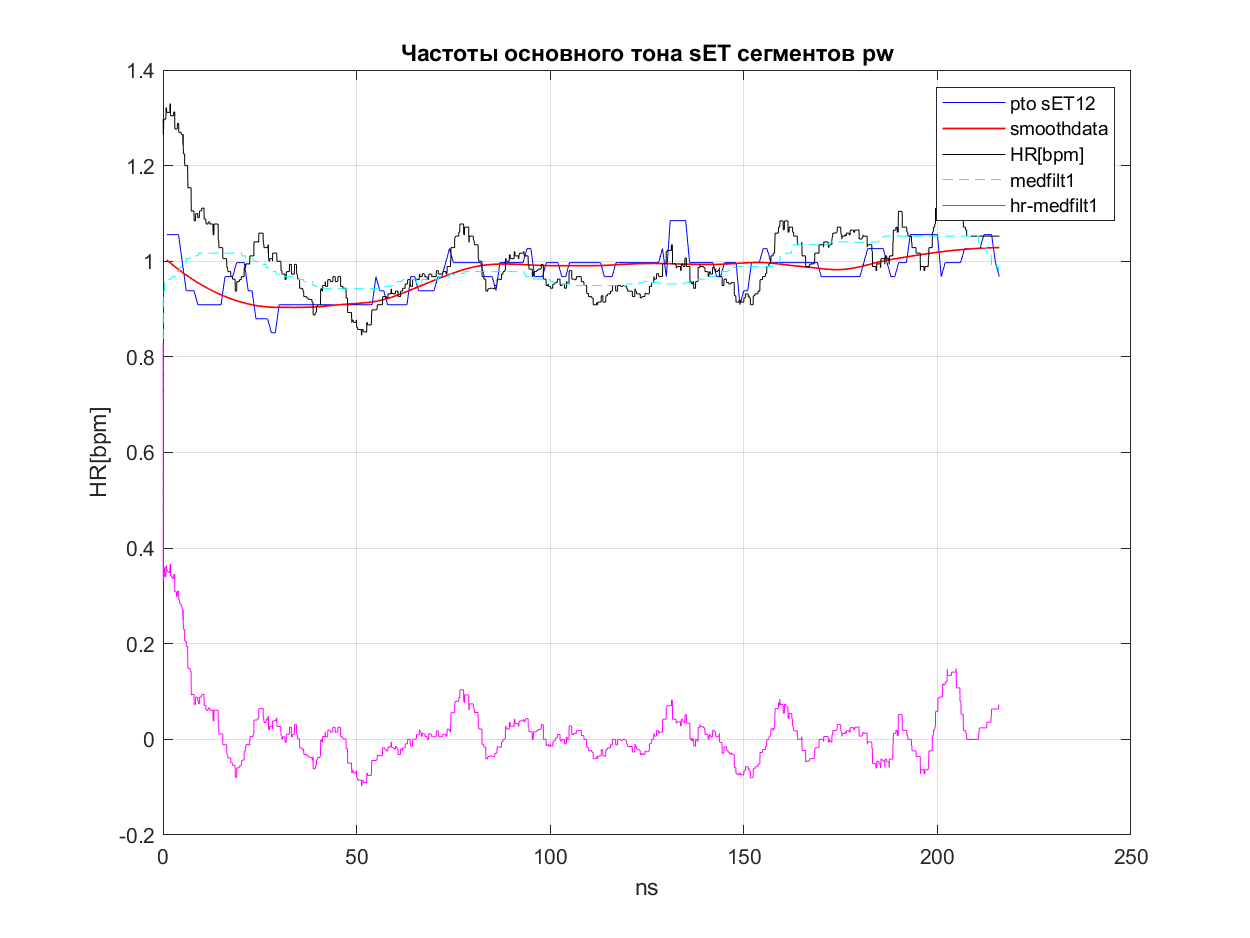 Частоты основного тона sET сегментов pw
1.4
1.2
1
0.8
0.6
0.4
0.2
0
-0.2
HR[bpm]
pto sET12
smoothdata
HR[bpm]
medfilt1
hr-medfilt1
0 50 100 150 200 250
ns